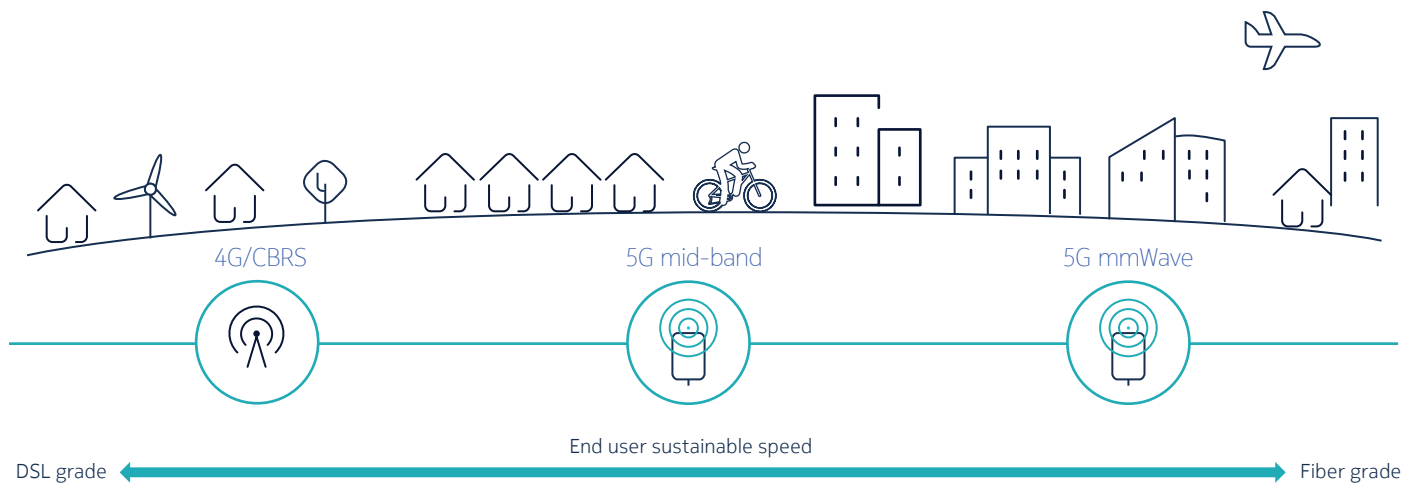 4G/CBRS
5G mid-band
5G mmWave
End user sustainable speed
DSL grade
Fiber grade